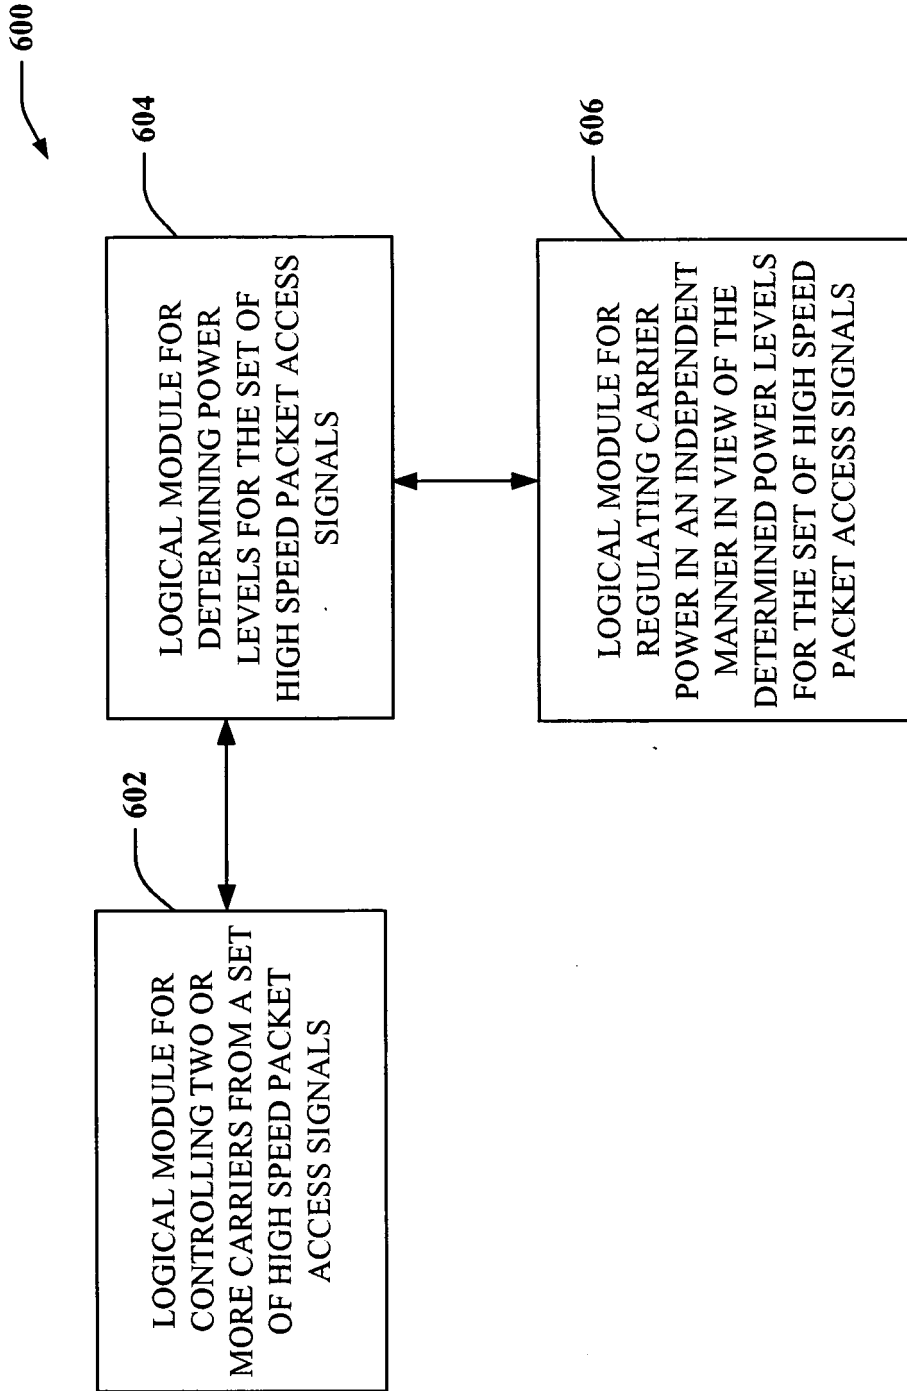 600
602
LOGICAL MODULE FOR
CONTROLLING TWO OR
MORE CARRIERS FROM A SET
OF HIGH SPEED PACKET
ACCESS SIGNALS
604
LOGICAL MODULE FOR
DETERMINING POWER
LEVELS FOR THE SET OF
HIGH SPEED PACKET ACCESS
SIGNALS
606
LOGICAL MODULE FOR
REGULATING CARRIER
POWER IN AN INDEPENDENT
MANNER IN VIEW OF THE
DETERMINED POWER LEVELS
FOR THE SET OF HIGH SPEED
PACKET ACCESS SIGNALS